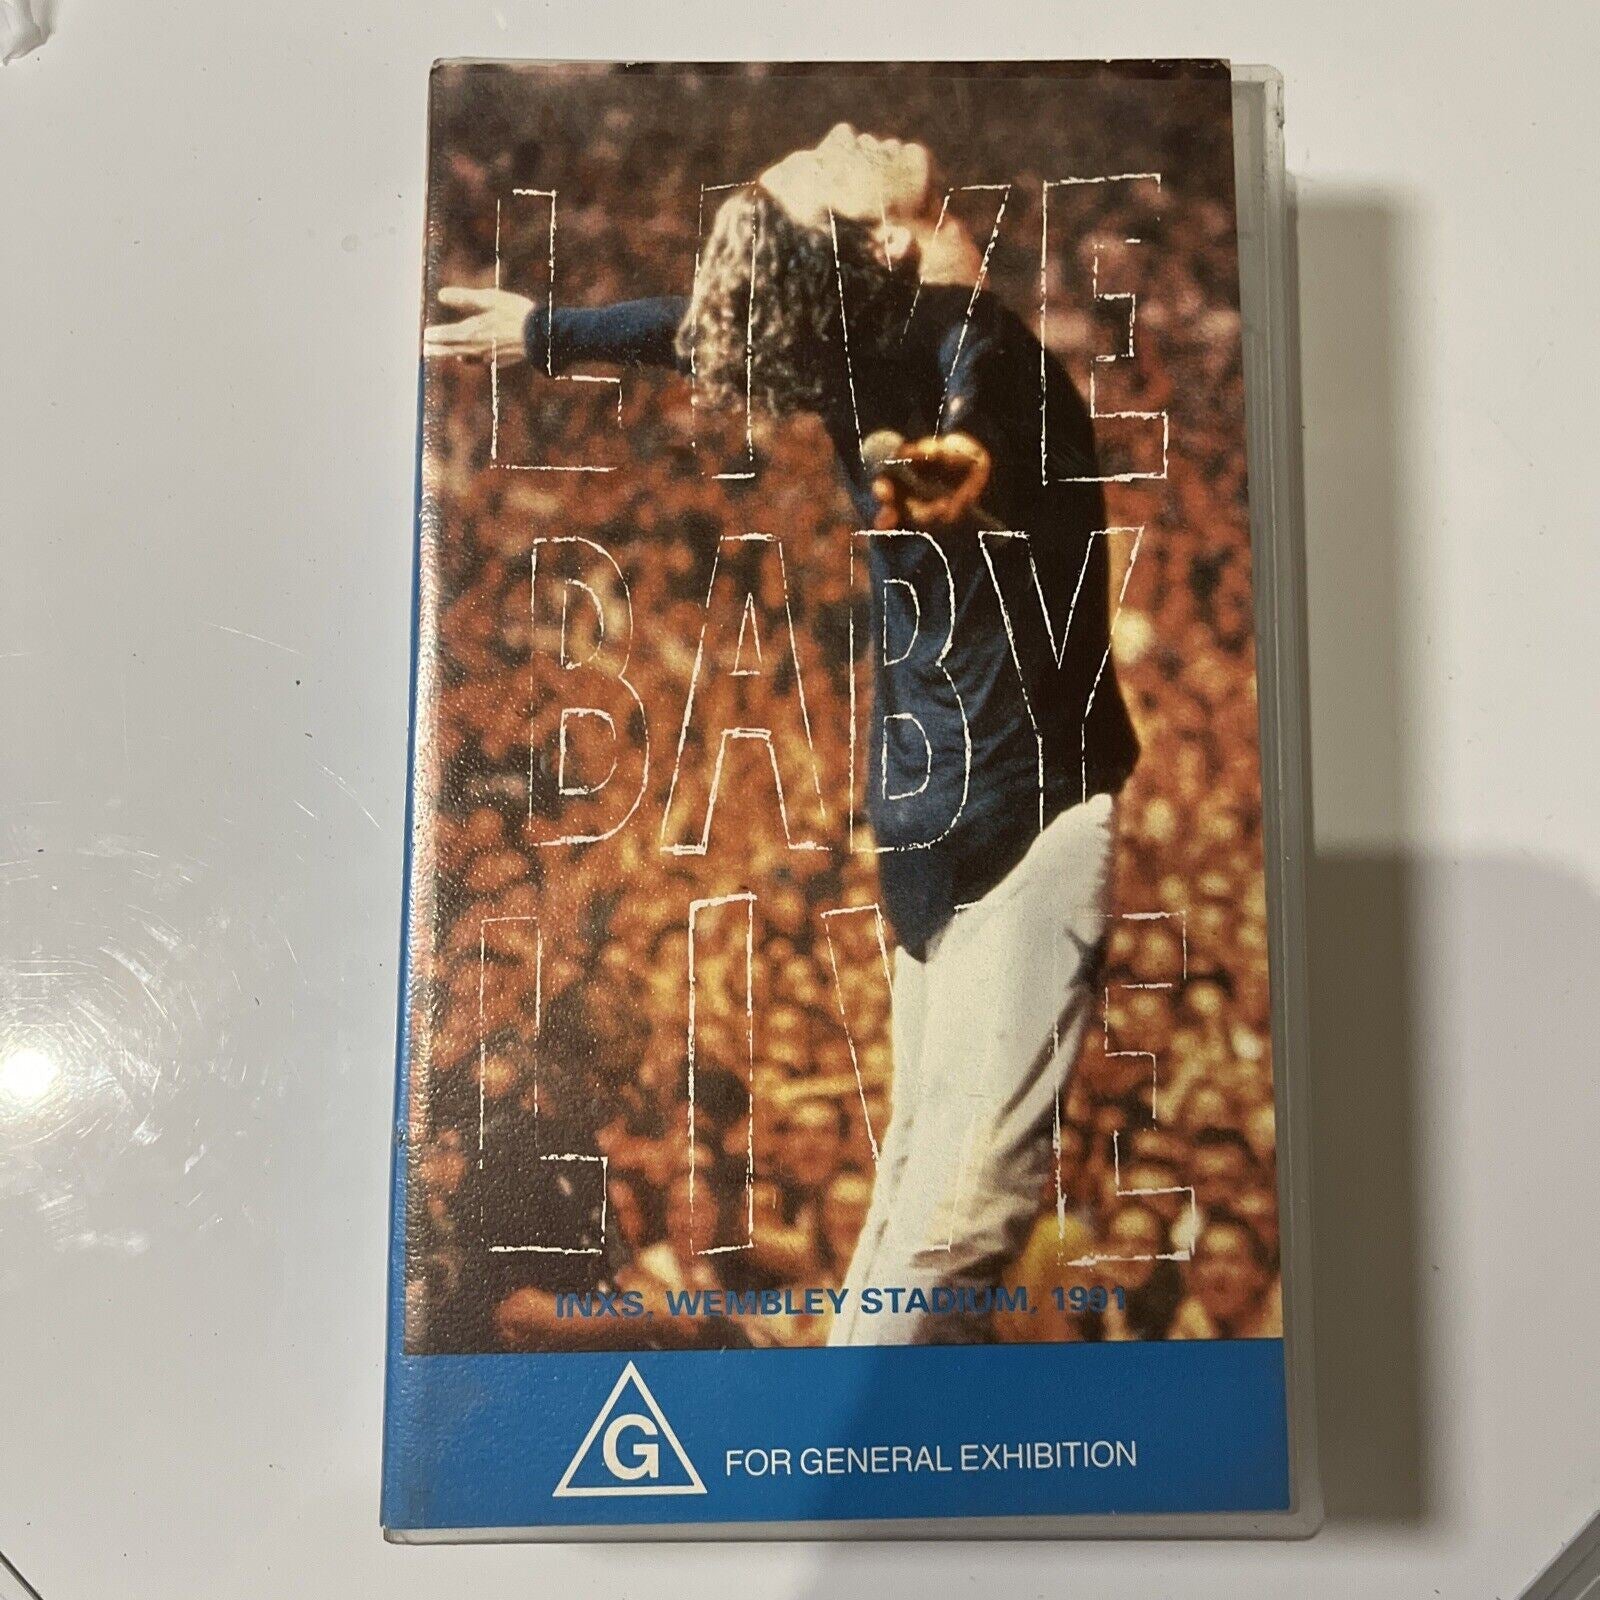 LIVE
BABY
LIVE
INXS. WEMBLEY STADIUM, 1991
G
FOR GENERAL EXHIBITION